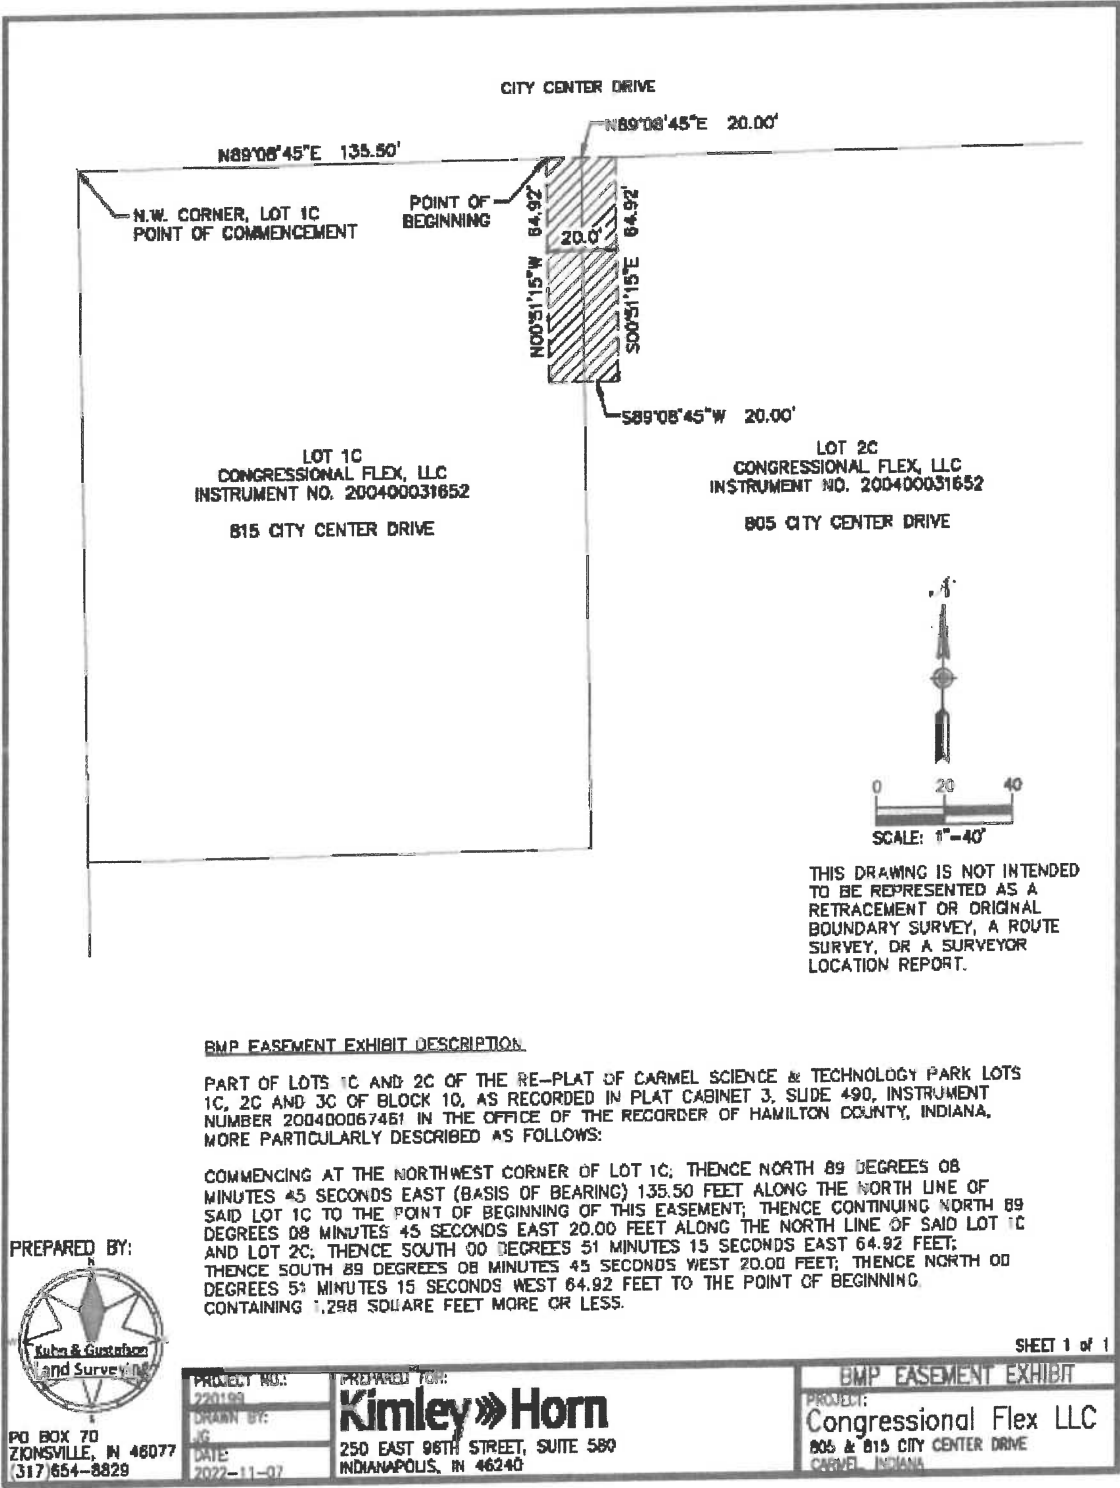 CITY CENTER DRIVE
N89°08'45"E 20.00'
N89°08'45"E 135.50'
N.W. CORNER, LOT 1C
POINT OF COMMENCEMENT
POINT OF
BEGINNING
N00°51'15"W 64.92'
20.0'
S00°51'15"E 64.92'
S89°08'45"W 20.00'
LOT 1C
CONGRESSIONAL FLEX, LLC
INSTRUMENT NO. 200400031652
815 CITY CENTER DRIVE
LOT 2C
CONGRESSIONAL FLEX, LLC
INSTRUMENT NO. 200400031652
805 CITY CENTER DRIVE
N
0 20 40
SCALE: 1"=40'
THIS DRAWING IS NOT INTENDED
TO BE REPRESENTED AS A
RETRACEMENT OR ORIGINAL
BOUNDARY SURVEY, A ROUTE
SURVEY, OR A SURVEYOR
LOCATION REPORT.
BMP EASEMENT EXHIBIT DESCRIPTION
PART OF LOTS 1C AND 2C OF THE RE-PLAT OF CARMEL SCIENCE & TECHNOLOGY PARK LOTS
1C, 2C AND 3C OF BLOCK 10, AS RECORDED IN PLAT CABINET 3, SLIDE 490, INSTRUMENT
NUMBER 200400067461 IN THE OFFICE OF THE RECORDER OF HAMILTON COUNTY, INDIANA,
MORE PARTICULARLY DESCRIBED AS FOLLOWS:
COMMENCING AT THE NORTHWEST CORNER OF LOT 1C; THENCE NORTH 89 DEGREES 08
MINUTES 45 SECONDS EAST (BASIS OF BEARING) 135.50 FEET ALONG THE NORTH LINE OF
SAID LOT 1C TO THE POINT OF BEGINNING OF THIS EASEMENT; THENCE CONTINUING NORTH 89
DEGREES 08 MINUTES 45 SECONDS EAST 20.00 FEET ALONG THE NORTH LINE OF SAID LOT 1C
AND LOT 2C; THENCE SOUTH 00 DEGREES 51 MINUTES 15 SECONDS EAST 64.92 FEET;
THENCE SOUTH 89 DEGREES 08 MINUTES 45 SECONDS WEST 20.00 FEET; THENCE NORTH 00
DEGREES 51 MINUTES 15 SECONDS WEST 64.92 FEET TO THE POINT OF BEGINNING.
CONTAINING 1,298 SQUARE FEET MORE OR LESS.
PREPARED BY:
N
W
E
S
Kuhn & Gustafson
Land Surveying
PO BOX 70
ZIONSVILLE, IN 46077
(317)654-8829
SHEET 1 of 1
PROJECT NO.:
220199
DRAWN BY:
JG
DATE:
2022-11-07
PREPARED FOR:
Kimley»Horn
250 EAST 96TH STREET, SUITE 580
INDIANAPOLIS, IN 46240
BMP EASEMENT EXHIBIT
PROJECT:
Congressional Flex LLC
805 & 815 CITY CENTER DRIVE
CARMEL, INDIANA